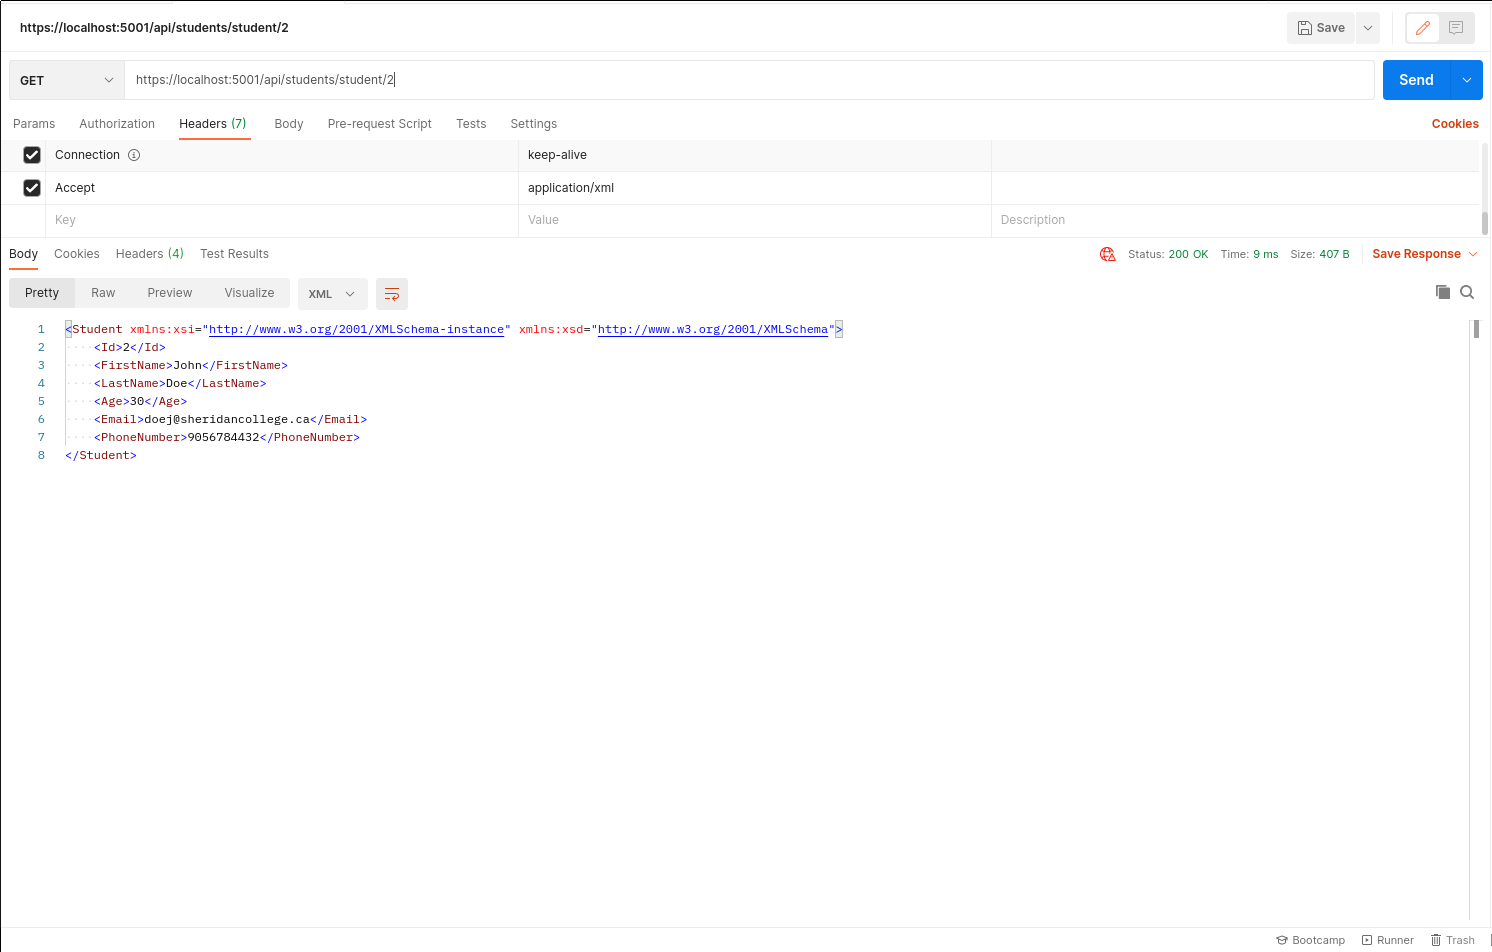 https://localhost:5001/api/students/student/2
Save
GET
https://localhost:5001/api/students/student/2
Send
Params Authorization Headers (7) Body Pre-request Script Tests Settings Cookies
Connection keep-alive
Accept application/xml
Key Value Description
Body Cookies Headers (4) Test Results Status: 200 OK Time: 9 ms Size: 407 B Save Response
Pretty Raw Preview Visualize XML
1 <Student xmlns:xsi="http://www.w3.org/2001/XMLSchema-instance" xmlns:xsd="http://www.w3.org/2001/XMLSchema">
2 <Id>2</Id>
3 <FirstName>John</FirstName>
4 <LastName>Doe</LastName>
5 <Age>30</Age>
6 <Email>doej@sheridancollege.ca</Email>
7 <PhoneNumber>9056784432</PhoneNumber>
8 </Student>
Bootcamp Runner Trash